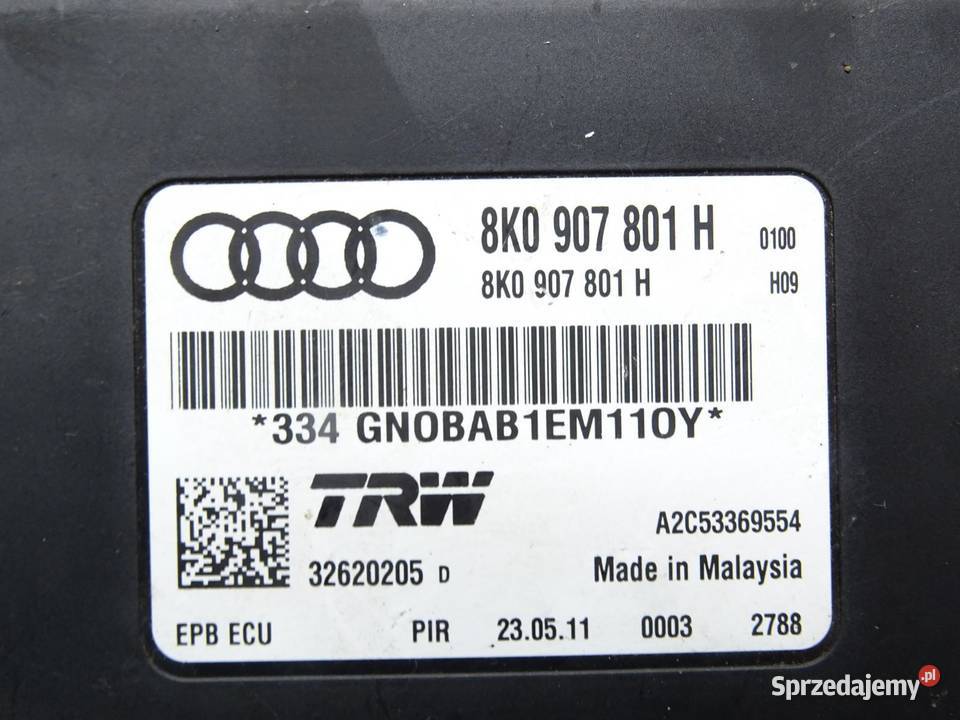 8K0 907 801 H 0100
8K0 907 801 H H09
*334 GNOBAB1EM110Y*
TRW
A2C53369554
32620205 D Made in Malaysia
EPB ECU PIR 23.05.11 0003 2788
Sprzedajemy.pl